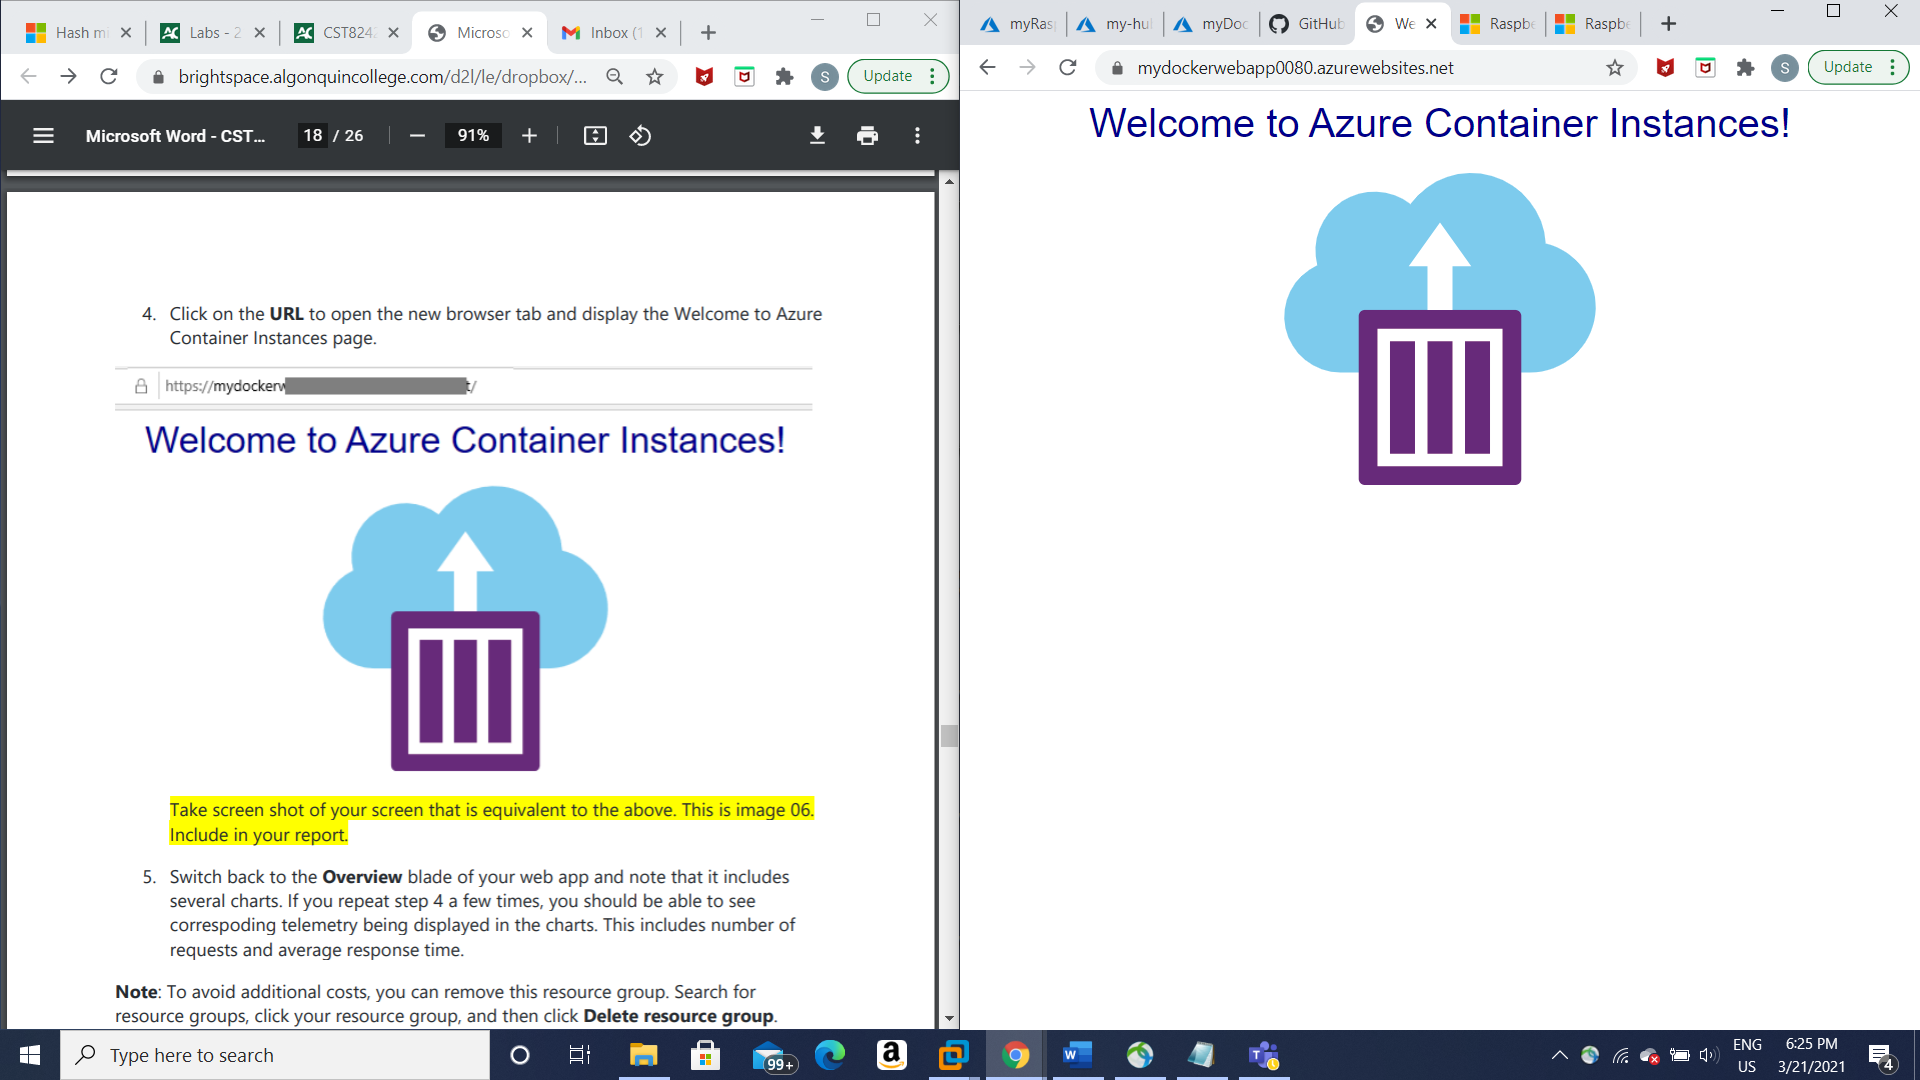 Hash mi
Labs - 2
CST824
Microso
Inbox (1
brightspace.algonquincollege.com/d2l/le/dropbox/...
S
Update
Microsoft Word - CST...
18 / 26
91%
4. Click on the URL to open the new browser tab and display the Welcome to Azure
Container Instances page.
https://mydockerw
t/
Welcome to Azure Container Instances!
Take screen shot of your screen that is equivalent to the above. This is image 06.
Include in your report.
5. Switch back to the Overview blade of your web app and note that it includes
several charts. If you repeat step 4 a few times, you should be able to see
correspoding telemetry being displayed in the charts. This includes number of
requests and average response time.
Note: To avoid additional costs, you can remove this resource group. Search for
resource groups, click your resource group, and then click Delete resource group.
myRas
my-hu
myDoc
GitHub
We
Raspbe
Raspbe
mydockerwebapp0080.azurewebsites.net
S
Update
Welcome to Azure Container Instances!
Type here to search
99+
ENG
US
6:25 PM
3/21/2021
4